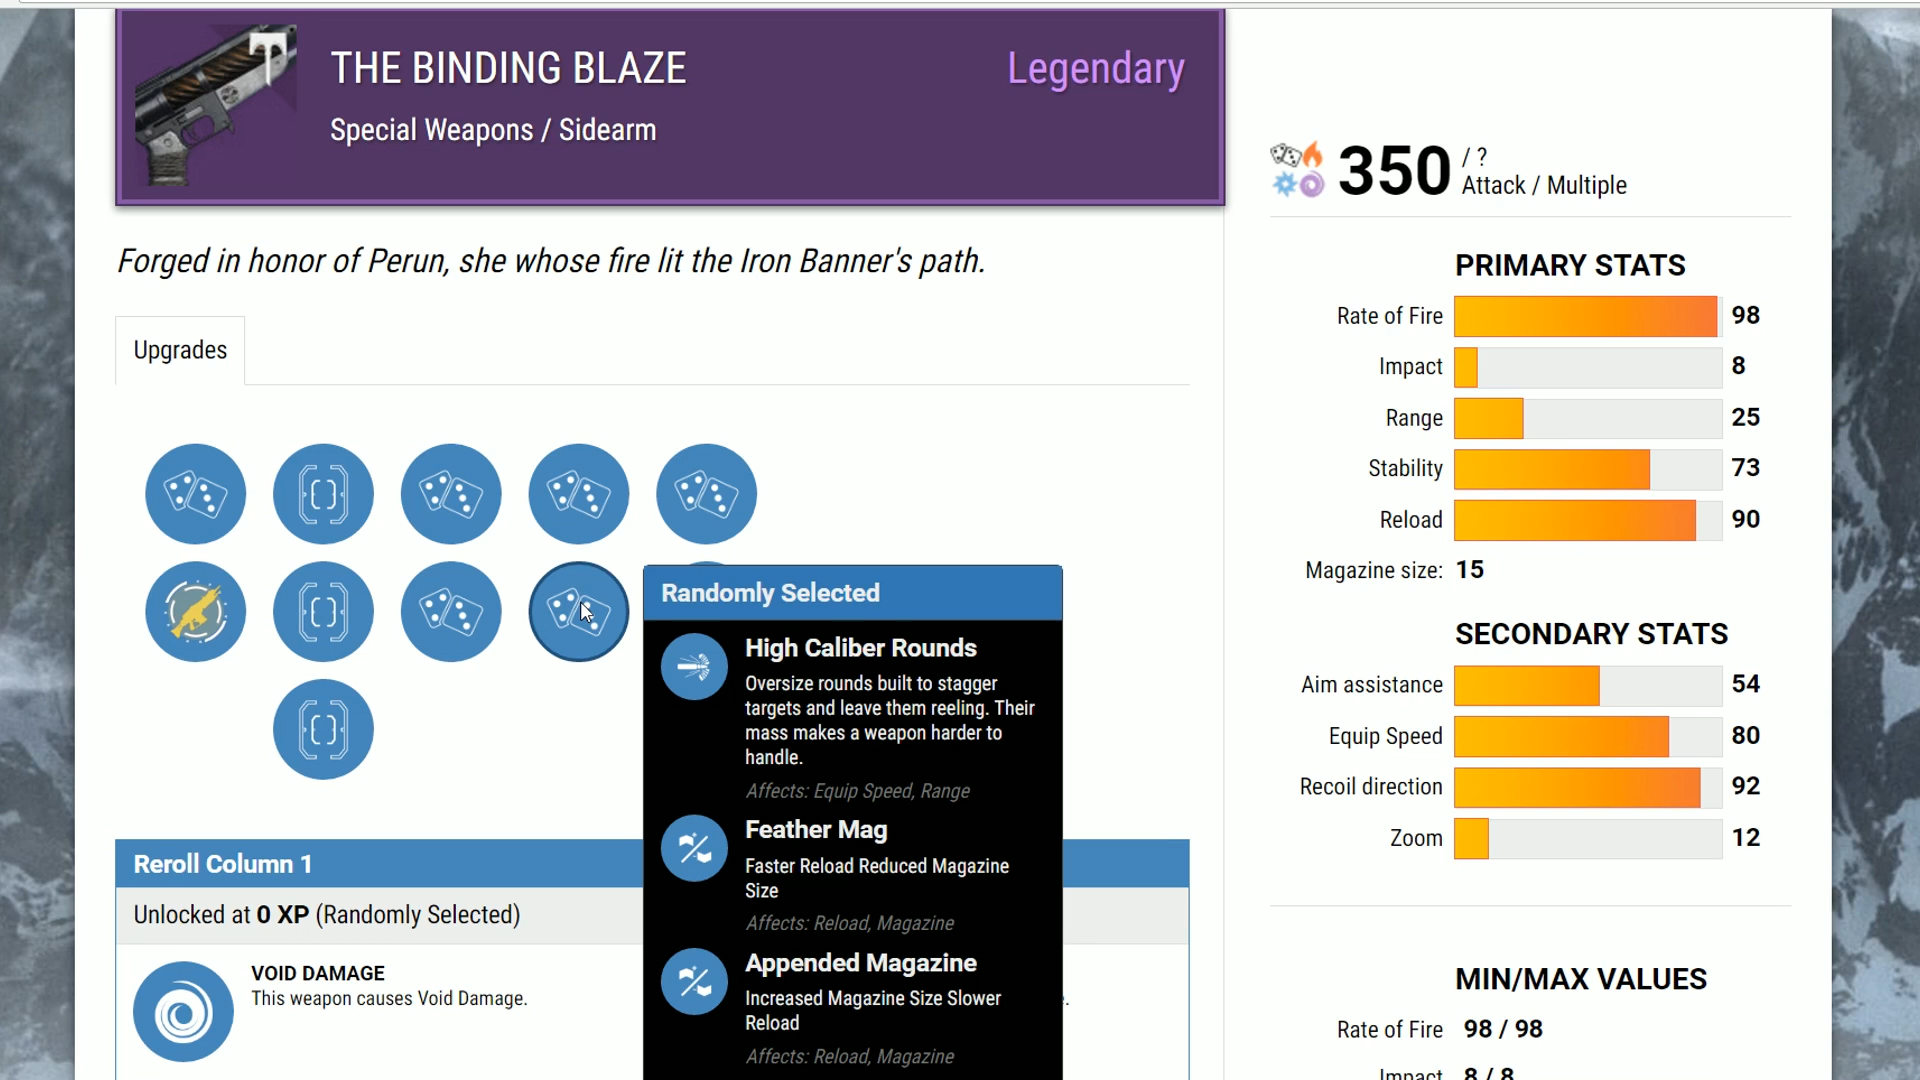 THE BINDING BLAZE
Legendary
Special Weapons / Sidearm
Forged in honor of Perun, she whose fire lit the Iron Banner's path.
Upgrades
Randomly Selected
High Caliber Rounds
Oversize rounds built to stagger
targets and leave them reeling. Their
mass makes a weapon harder to
handle.
Affects: Equip Speed, Range
Feather Mag
Faster Reload Reduced Magazine
Size
Affects: Reload, Magazine
Appended Magazine
Increased Magazine Size Slower
Reload
Affects: Reload, Magazine
Reroll Column 1
Unlocked at 0 XP (Randomly Selected)
VOID DAMAGE
This weapon causes Void Damage.
350 / ?
Attack / Multiple
PRIMARY STATS
Rate of Fire 98
Impact 8
Range 25
Stability 73
Reload 90
Magazine size: 15
SECONDARY STATS
Aim assistance 54
Equip Speed 80
Recoil direction 92
Zoom 12
MIN/MAX VALUES
Rate of Fire 98 / 98
Impact 8 / 8